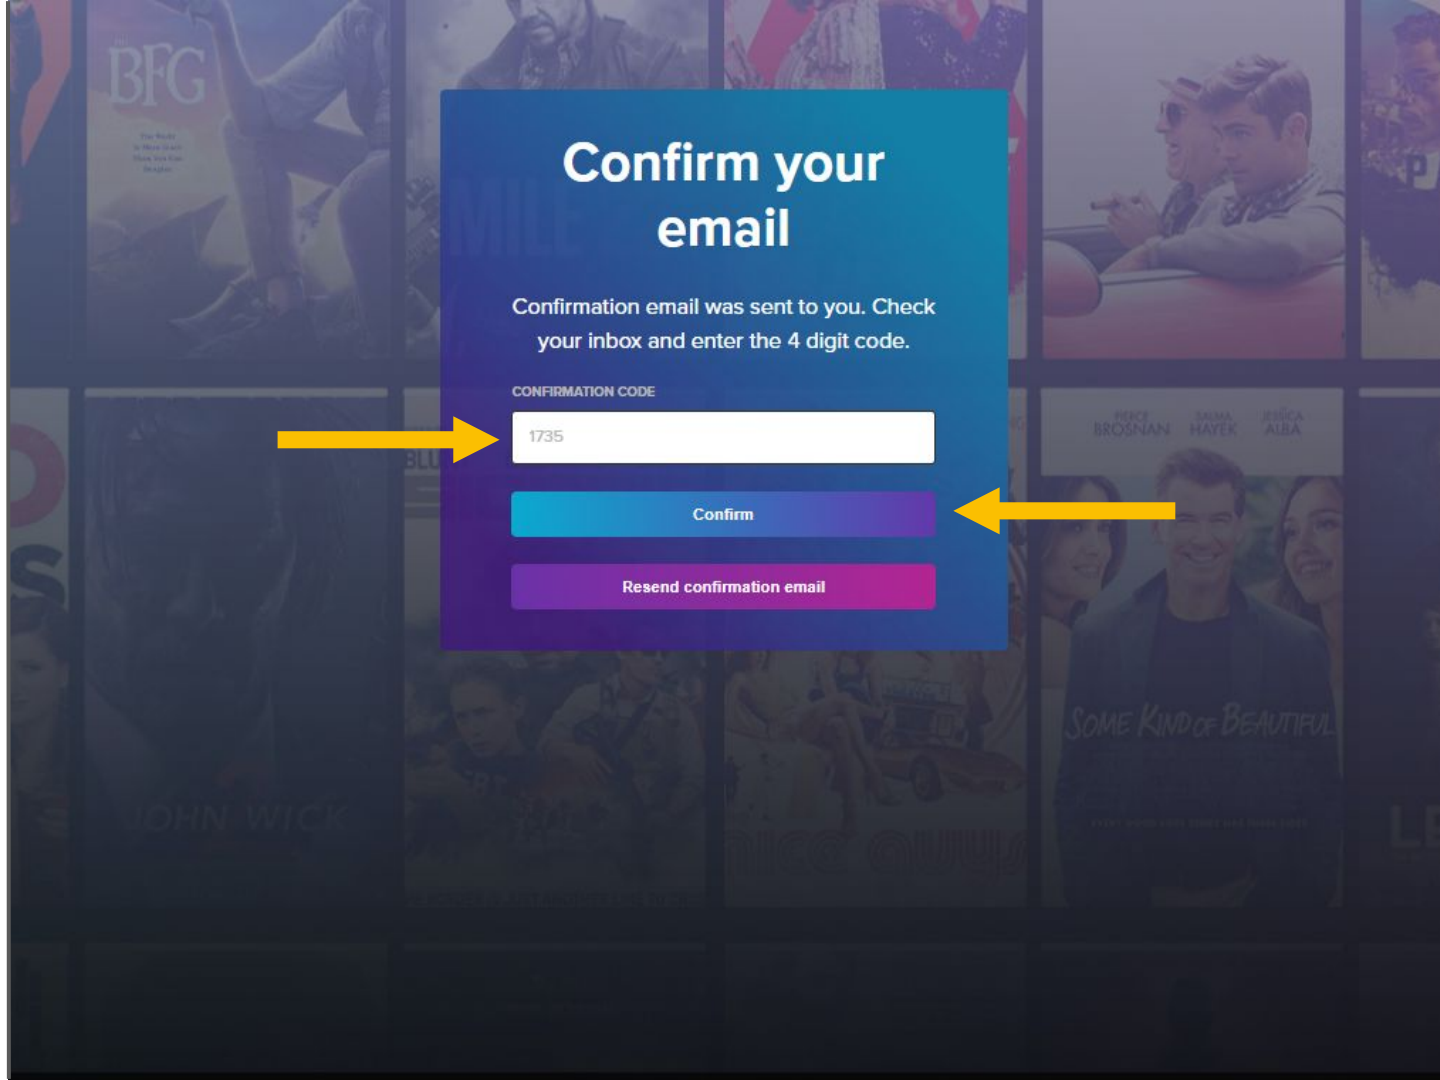 BFG
Confirm your
email
Confirmation email was sent to you. Check
your inbox and enter the 4 digit code.
CONFIRMATION CODE
1735
Confirm
Resend confirmation email
MILE
PIERCE BROSNAN
SALMA HAYEK
JESSICA ALBA
SOME KIND OF BEAUTIFUL
JOHN WICK